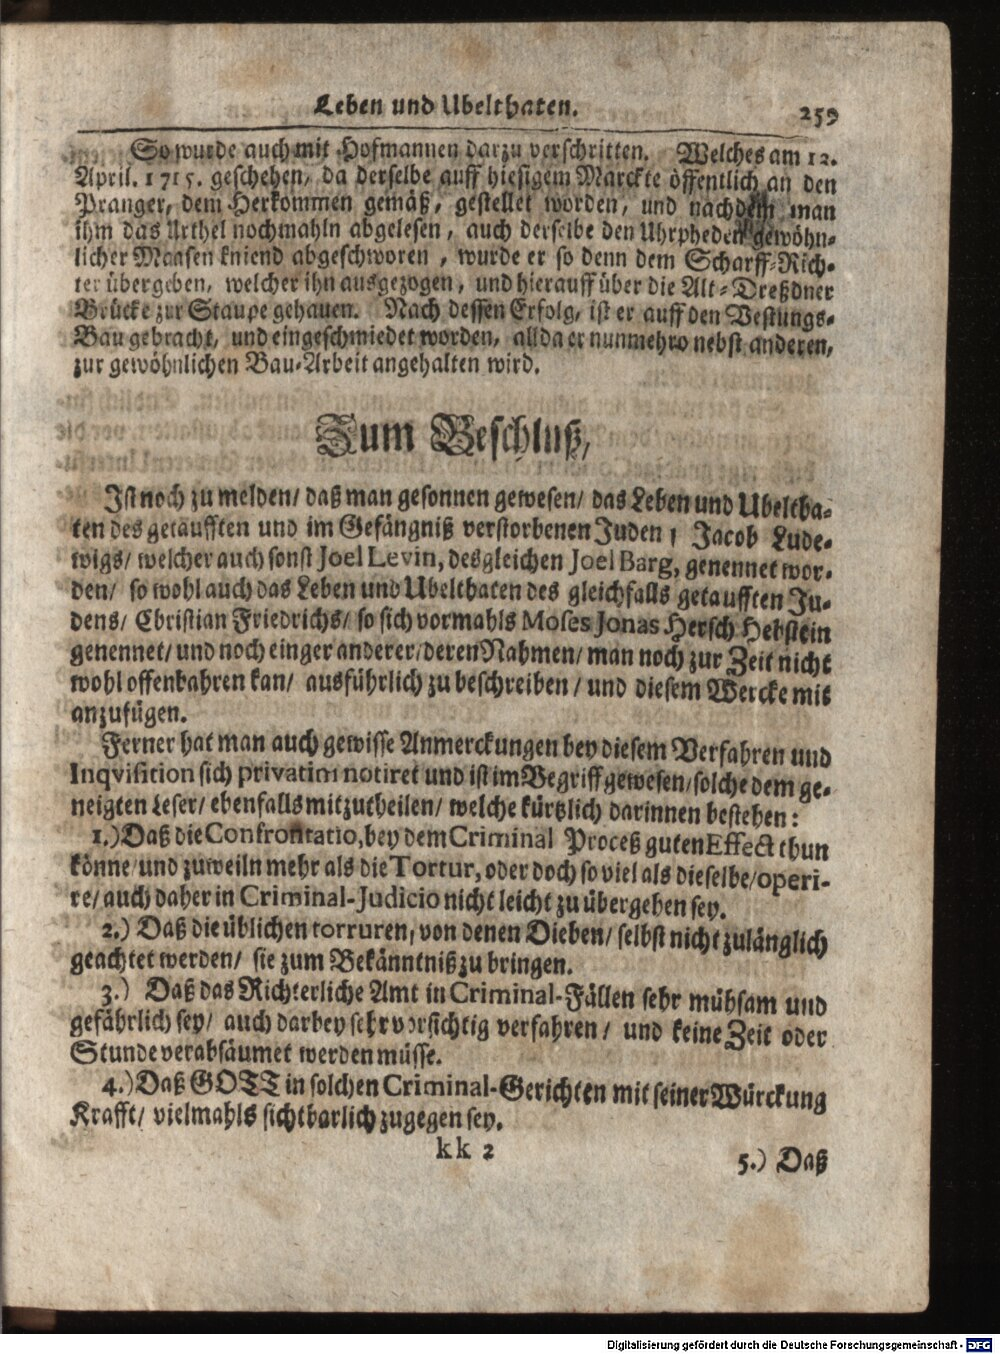 Leben und Ubelthaten. 259
So wurde auch mit Hofmannen darzu verschritten. Welches am 12.
April. 1715. geschehen, da derselbe auff hiesigem Marckte öffentlich an den
Pranger, dem Herkommen gemäß, gestellet worden, und nachdem man
ihm das Urthel nochmahln abgelesen, auch derselbe den Uhrpheden gewöhn-
licher Maasen kniend abgeschworen, wurde er so denn dem Scharff-Rich-
ter übergeben, welcher ihn ausgezogen, und hierauff über die Alt-Dreßdner
Brücke zur Staupe gehauen. Nach dessen Erfolg, ist er auff den Vestungs-
Bau gebracht, und eingeschmiedet worden, allda er nunmehro nebst anderen,
zur gewöhnlichen Bau-Arbeit angehalten wird.
Zum Beschluß,
Ist noch zu melden/ daß man gesonnen gewesen/ das Leben und Ubeltha-
ten des getaufften und im Gefängniß verstorbenen Juden, Jacob Lude-
wigs/ welcher auch sonst Joel Levin, desgleichen Joel Barg, genennet wor-
den/ so wohl auch das Leben und Ubelthaten des gleichfalls getaufften Ju-
dens/ Christian Friedrichs/ so sich vormahls Moses Jonas Hersch Hebstein
genennet/ und noch einger anderer/ deren Nahmen/ man noch zur Zeit nicht
wohl offenbahren kan/ ausführlich zu beschreiben/ und diesem Wercke mit
anzufügen.
Ferner hat man auch gewisse Anmerckungen bey diesem Verfahren und
Inqvisition sich privatim notiret und ist im Begriff gewesen/ solche dem ge-
neigten Leser/ ebenfalls mitzutheilen/ welche kürtzlich darinnen bestehen:
1.) Daß die Confrontatio, bey dem Criminal Proceß guten Effect thun
könne/ und zuweiln mehr als die Tortur, oder doch so viel als dieselbe/ operi-
re/ auch daher in Criminal-Judicio nicht leicht zu übergehen sey.
2.) Daß die üblichen torturen, von denen Dieben/ selbst nicht zulänglich
geachtet werden/ sie zum Bekänntniß zu bringen.
3.) Daß das Richterliche Amt in Criminal-Fällen sehr mühsam und
gefährlich sey/ auch darbey sehr vorsichtig verfahren/ und keine Zeit oder
Stunde verabsäumet werden müsse.
4.) Daß GOTT in solchen Criminal-Gerichten mit seiner Würckung
Krafft/ vielmahls sichtbarlich zugegen sey.
kk 2
5.) Daß
Digitalisierung gefördert durch die Deutsche Forschungsgemeinschaft - DFG